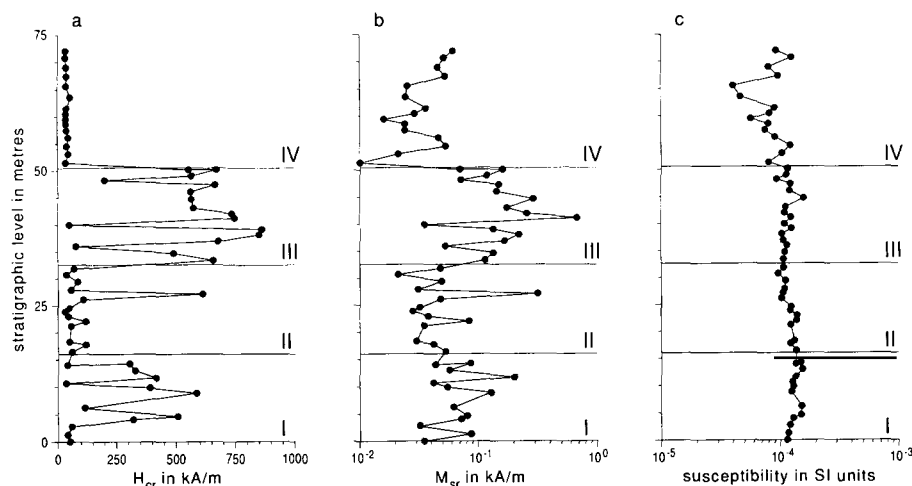 a
b
c
stratigraphic level in metres
75
50
25
0
IV
III
II
I
IV
III
II
I
IV
III
II
I
0 250 500 750 1000
10⁻² 10⁻¹ 10⁰
10⁻⁵ 10⁻⁴ 10⁻³
H_cr in kA/m
M_sr in kA/m
susceptibility in SI units